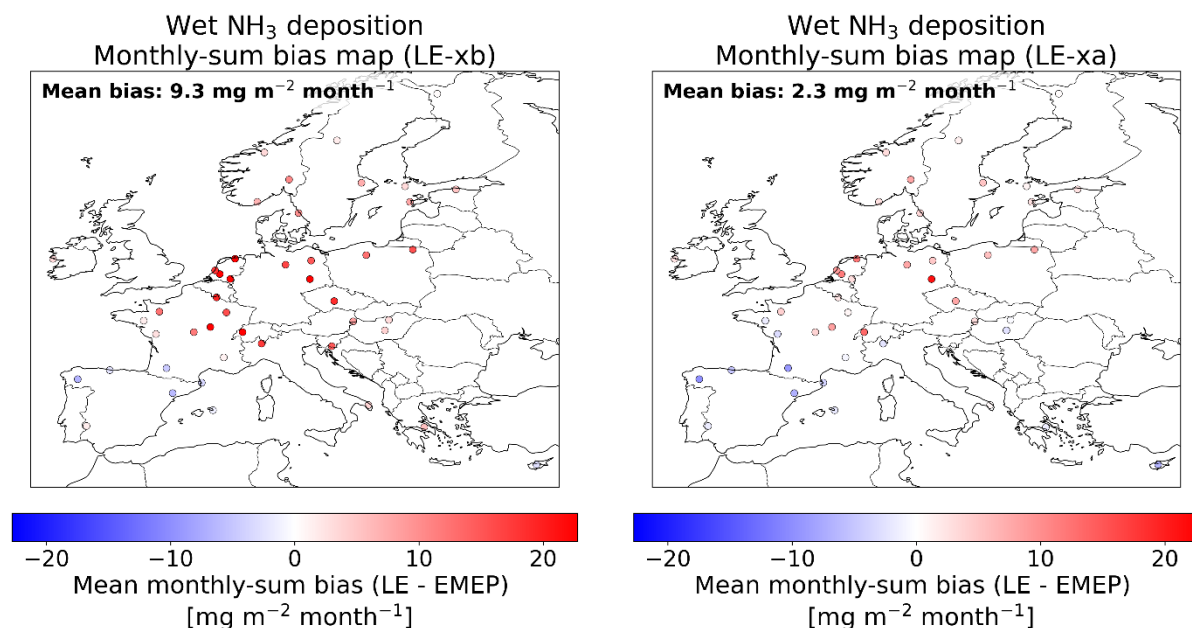 Wet NH₃ deposition
Monthly-sum bias map (LE-xb)
Mean bias: 9.3 mg m⁻² month⁻¹
−20 −10 0 10 20
Mean monthly-sum bias (LE - EMEP)
[mg m⁻² month⁻¹]
Wet NH₃ deposition
Monthly-sum bias map (LE-xa)
Mean bias: 2.3 mg m⁻² month⁻¹
−20 −10 0 10 20
Mean monthly-sum bias (LE - EMEP)
[mg m⁻² month⁻¹]